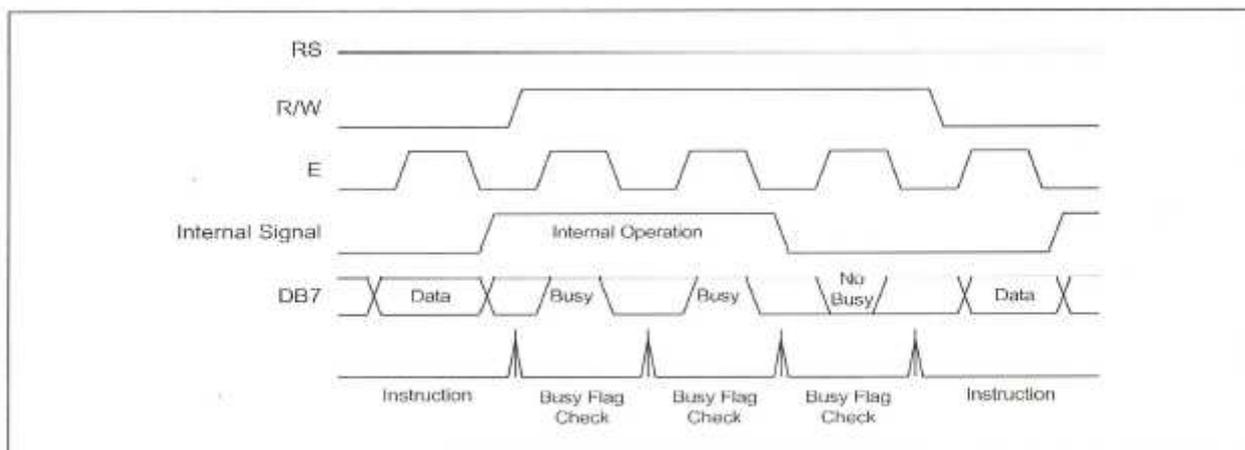 RS
R/W
E
Internal Signal
Internal Operation
DB7
Data
Busy
Busy
No
Busy
Data
Instruction
Busy Flag
Check
Busy Flag
Check
Busy Flag
Check
Instruction